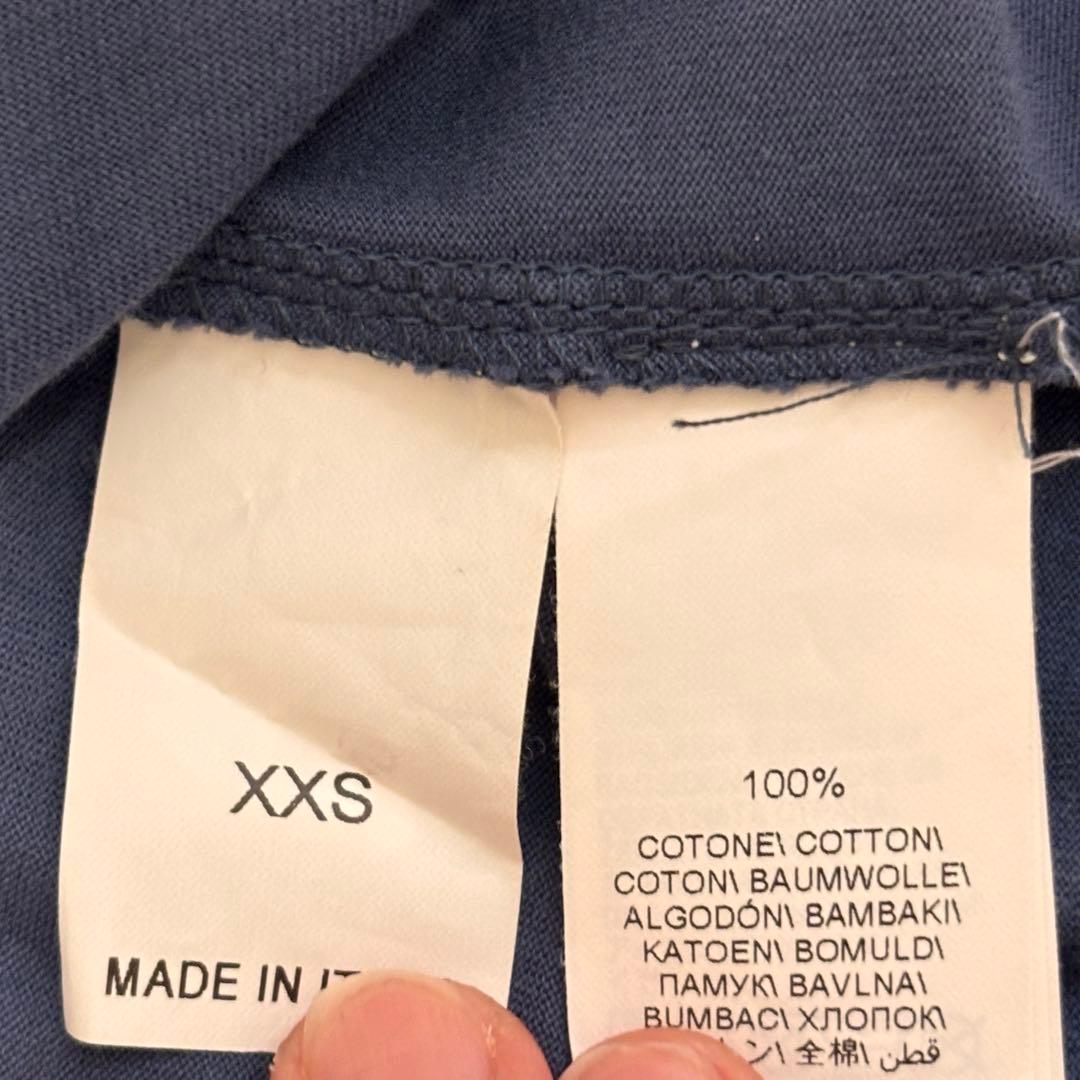 XXS
MADE IN
100%
COTONE\ COTTON\
COTON\ BAUMWOLLE\
ALGODÓN\ BAMBAKI\
KATOEN\ BOMULD\
ПАМУК\ BAVLNA\
BUMBAC\ ХЛОПОК\
全棉\ قطن